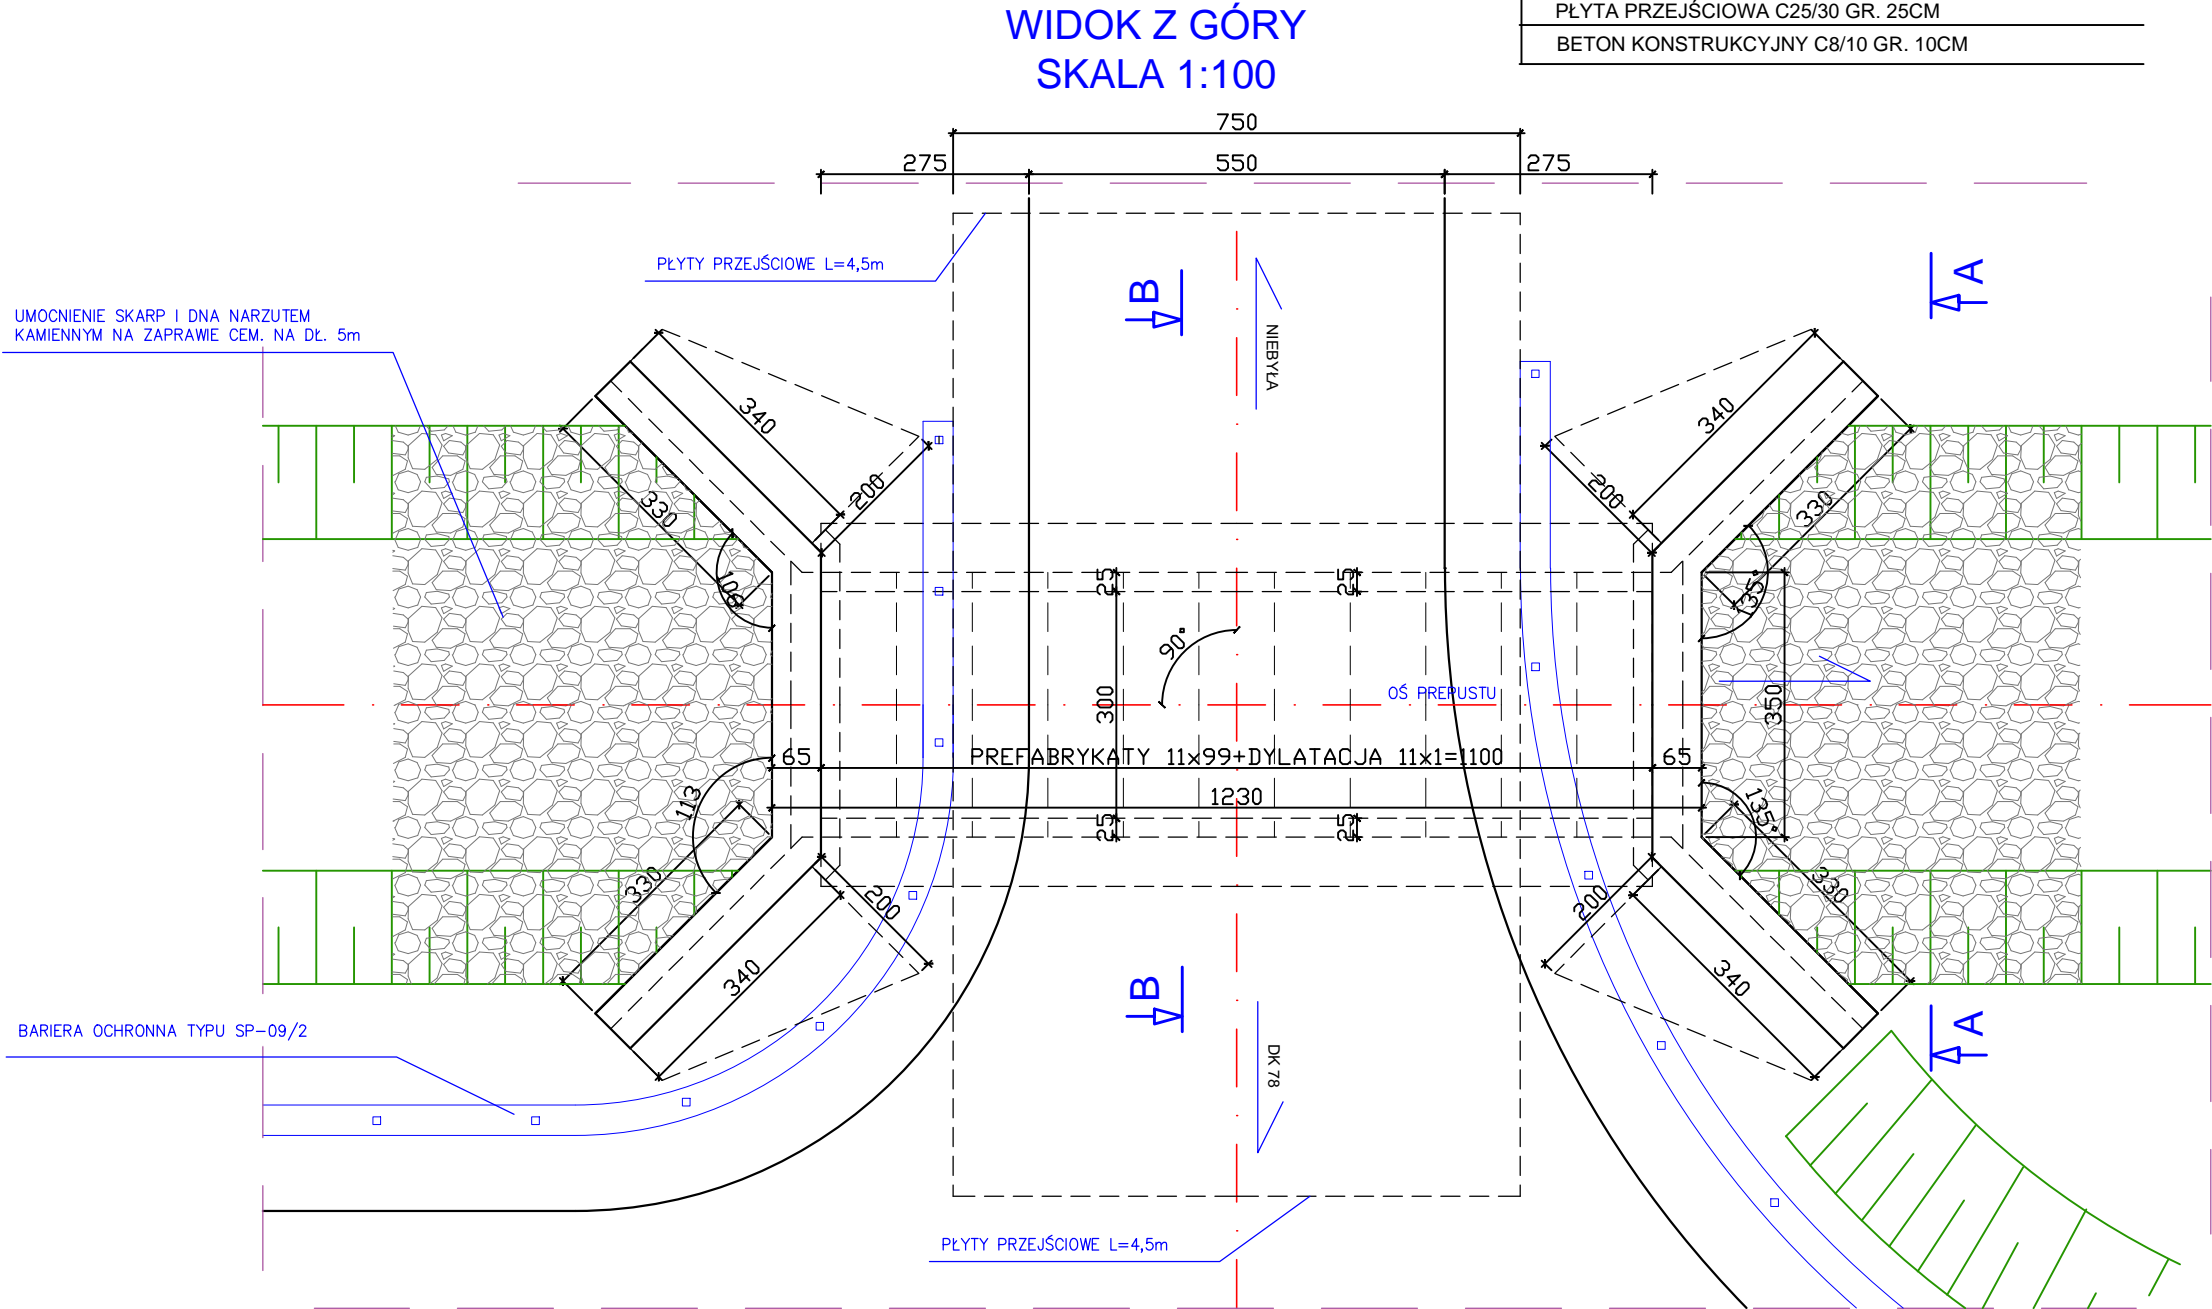 WIDOK Z GÓRY
SKALA 1:100
PŁYTA PRZEJŚCIOWA C25/30 GR. 25CM
BETON KONSTRUKCYJNY C8/10 GR. 10CM
750
275
550
275
PŁYTY PRZEJŚCIOWE L=4,5m
UMOCNIENIE SKARP I DNA NARZUTEM
KAMIENNYM NA ZAPRAWIE CEM. NA DŁ. 5m
B
A
NIEBYŁA
340
340
330
200
200
330
106
25
25
135°
90°
300
OŚ PREPUSTU
350
65
PREFABRYKATY 11x99+DYLATACJA 11x1=1100
65
1230
113
25
25
135°
330
200
200
330
340
340
B
A
BARIERA OCHRONNA TYPU SP-09/2
DK 78
PŁYTY PRZEJŚCIOWE L=4,5m